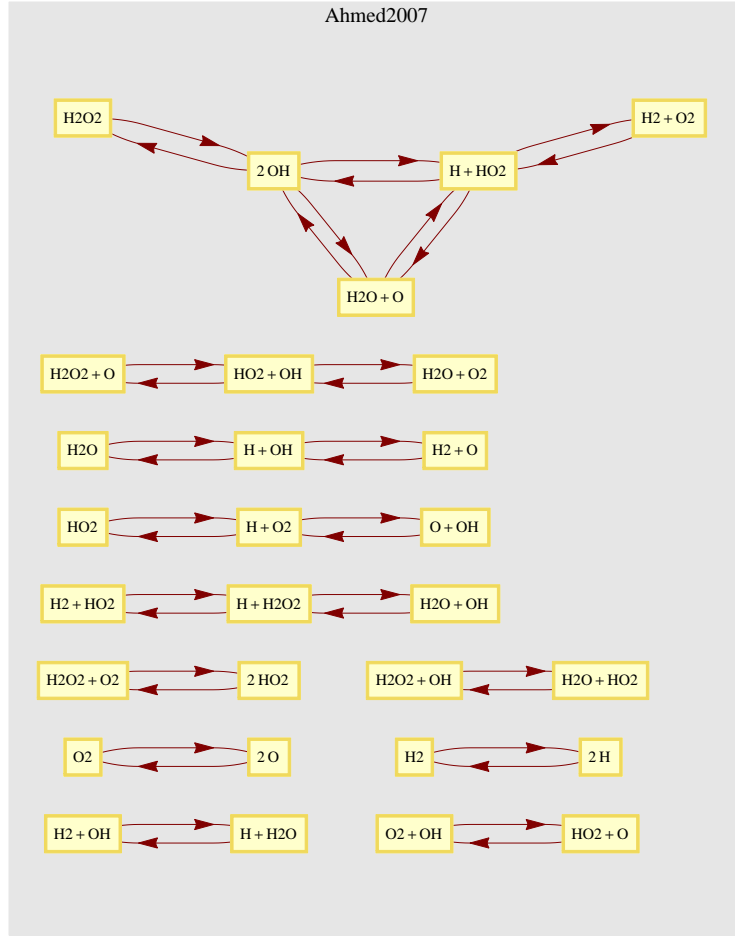 Ahmed2007
H2O2
H2 + O2
2 OH
H + HO2
H2O + O
H2O2 + O
HO2 + OH
H2O + O2
H2O
H + OH
H2 + O
HO2
H + O2
O + OH
H2 + HO2
H + H2O2
H2O + OH
H2O2 + O2
2 HO2
H2O2 + OH
H2O + HO2
O2
2 O
H2
2 H
H2 + OH
H + H2O
O2 + OH
HO2 + O